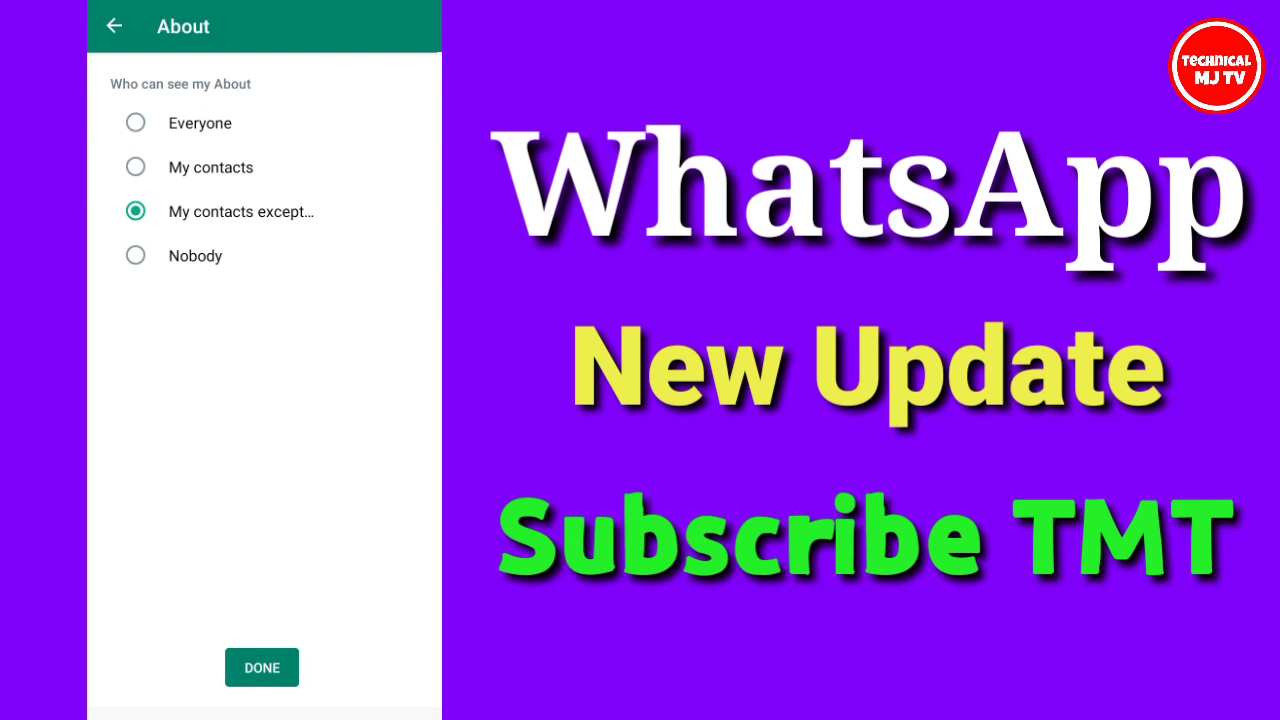 About
Who can see my About
Everyone
My contacts
My contacts except...
Nobody
DONE
TECHNICAL
MJ TV
WhatsApp
New Update
Subscribe TMT